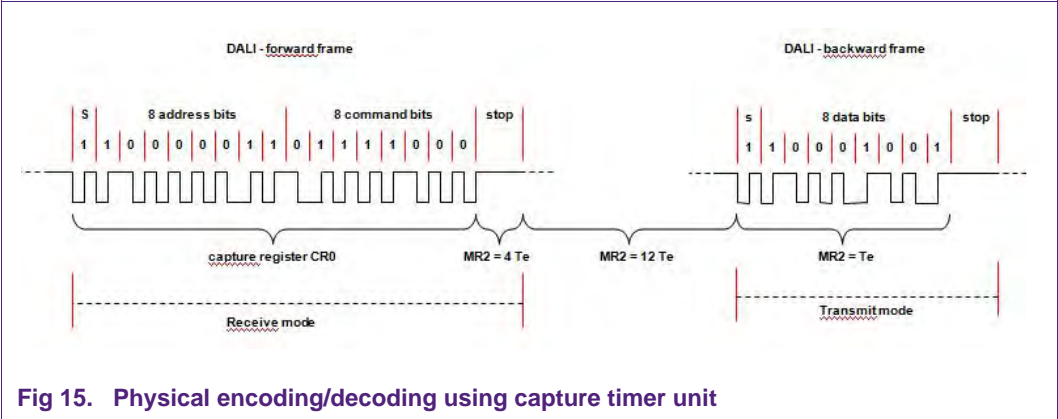 DALI - forward frame
DALI - backward frame
S 8 address bits 8 command bits stop
s 8 data bits stop
1 1 0 0 0 0 0 1 1 0 1 1 1 1 0 0 0
1 1 0 0 0 1 0 0 1
capture register CR0
MR2 = 4 Te
MR2 = 12 Te
MR2 = Te
Receive mode
Transmit mode
Fig 15. Physical encoding/decoding using capture timer unit